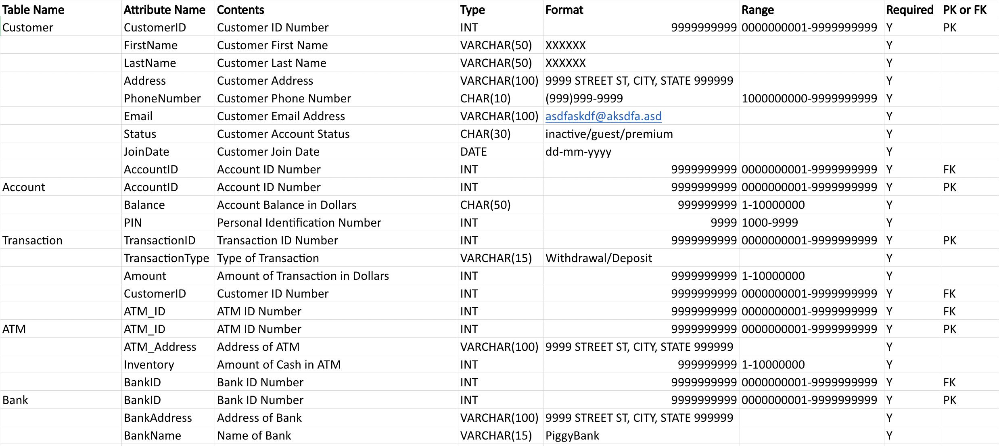 Table Name Attribute Name Contents Type Format Range Required PK or FK
Customer CustomerID Customer ID Number INT 9999999999 0000000001-9999999999 Y PK
FirstName Customer First Name VARCHAR(50) XXXXXX Y
LastName Customer Last Name VARCHAR(50) XXXXXX Y
Address Customer Address VARCHAR(100) 9999 STREET ST, CITY, STATE 999999 Y
PhoneNumber Customer Phone Number CHAR(10) (999)999-9999 1000000000-9999999999 Y
Email Customer Email Address VARCHAR(100) asdfaskdf@aksdfa.asd Y
Status Customer Account Status CHAR(30) inactive/guest/premium Y
JoinDate Customer Join Date DATE dd-mm-yyyy Y
AccountID Account ID Number INT 9999999999 0000000001-9999999999 Y FK
Account AccountID Account ID Number INT 9999999999 0000000001-9999999999 Y PK
Balance Account Balance in Dollars CHAR(50) 999999999 1-10000000 Y
PIN Personal Identification Number INT 9999 1000-9999 Y
Transaction TransactionID Transaction ID Number INT 9999999999 0000000001-9999999999 Y PK
TransactionType Type of Transaction VARCHAR(15) Withdrawal/Deposit Y
Amount Amount of Transaction in Dollars INT 9999999999 1-10000000 Y
CustomerID Customer ID Number INT 9999999999 0000000001-9999999999 Y FK
ATM_ID ATM ID Number INT 9999999999 0000000001-9999999999 Y FK
ATM ATM_ID ATM ID Number INT 9999999999 0000000001-9999999999 Y PK
ATM_Address Address of ATM VARCHAR(100) 9999 STREET ST, CITY, STATE 999999 Y
Inventory Amount of Cash in ATM INT 999999999 1-10000000 Y
BankID Bank ID Number INT 9999999999 0000000001-9999999999 Y FK
Bank BankID Bank ID Number INT 9999999999 0000000001-9999999999 Y PK
BankAddress Address of Bank VARCHAR(100) 9999 STREET ST, CITY, STATE 999999 Y
BankName Name of Bank VARCHAR(15) PiggyBank Y